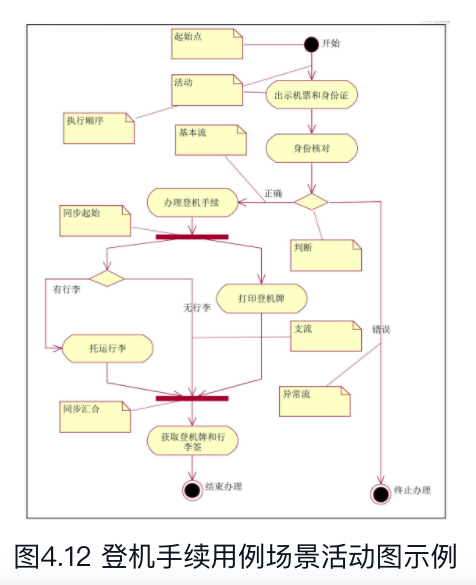 起始点
开始
活动
出示机票和身份证
执行顺序
基本流
身份核对
正确
办理登机手续
同步起始
判断
有行李
无行李
打印登机牌
支流
错误
托运行李
异常流
同步汇合
获取登机牌和行
李签
结束办理
终止办理
图4.12 登机手续用例场景活动图示例